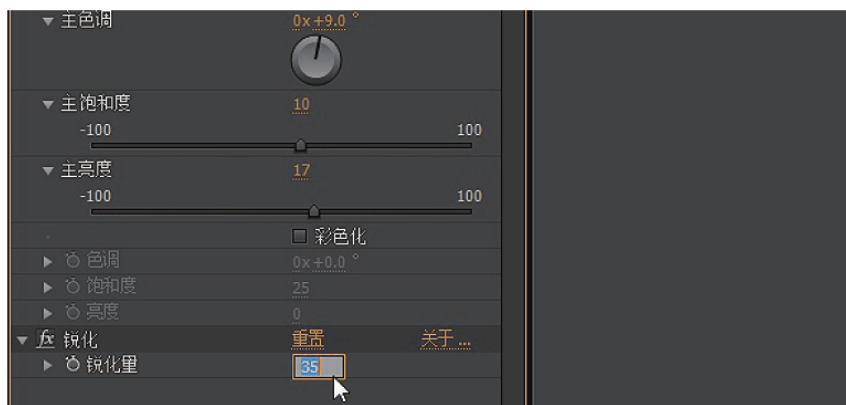 主色调 0x+9.0 °
主饱和度 10
-100 100
主亮度 17
-100 100
彩色化
色调 0x+0.0 °
饱和度 25
亮度 0
fx 锐化 重置 关于...
锐化量 35